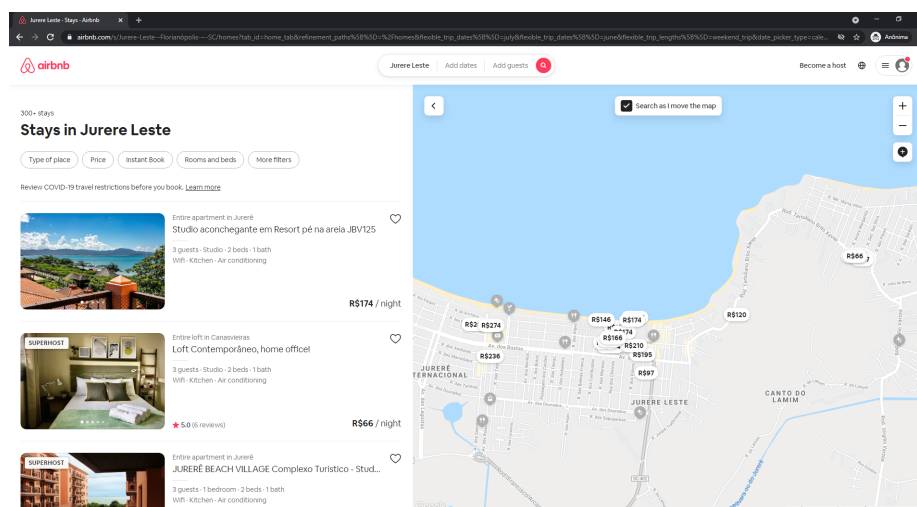 Jurere Leste · Stays · Airbnb
airbnb.com/s/Jurere-Leste--Florianópolis---SC/homes?tab_id=home_tab&refinement_paths%5B%5D=%2Fhomes&flexible_trip_dates%5B%5D=july&flexible_trip_dates%5B%5D=june&flexible_trip_lengths%5B%5D=weekend_trip&date_picker_type=cale...
Anônima
airbnb
Jurere Leste
Add dates
Add guests
Become a host
300+ stays
Stays in Jurere Leste
Type of place
Price
Instant Book
Rooms and beds
More filters
Review COVID-19 travel restrictions before you book. Learn more
Entire apartment in Jurerê
Studio aconchegante em Resort pé na areia JBV125
3 guests · Studio · 2 beds · 1 bath
Wifi · Kitchen · Air conditioning
R$174 / night
SUPERHOST
Entire loft in Canasvieiras
Loft Contemporâneo, home office!
3 guests · Studio · 2 beds · 1 bath
Wifi · Kitchen · Air conditioning
5.0 (6 reviews)
R$66 / night
SUPERHOST
Entire apartment in Jurerê
JURERÊ BEACH VILLAGE Complexo Turistico - Stud...
3 guests · 1 bedroom · 2 beds · 1 bath
Wifi · Kitchen · Air conditioning
Search as I move the map
R$66
R$120
R$146
R$174
R$274
R$166
R$210
R$236
R$195
R$97
JURERÊ
JURERE LESTE
CANTO DO
LAMIM
SC-402